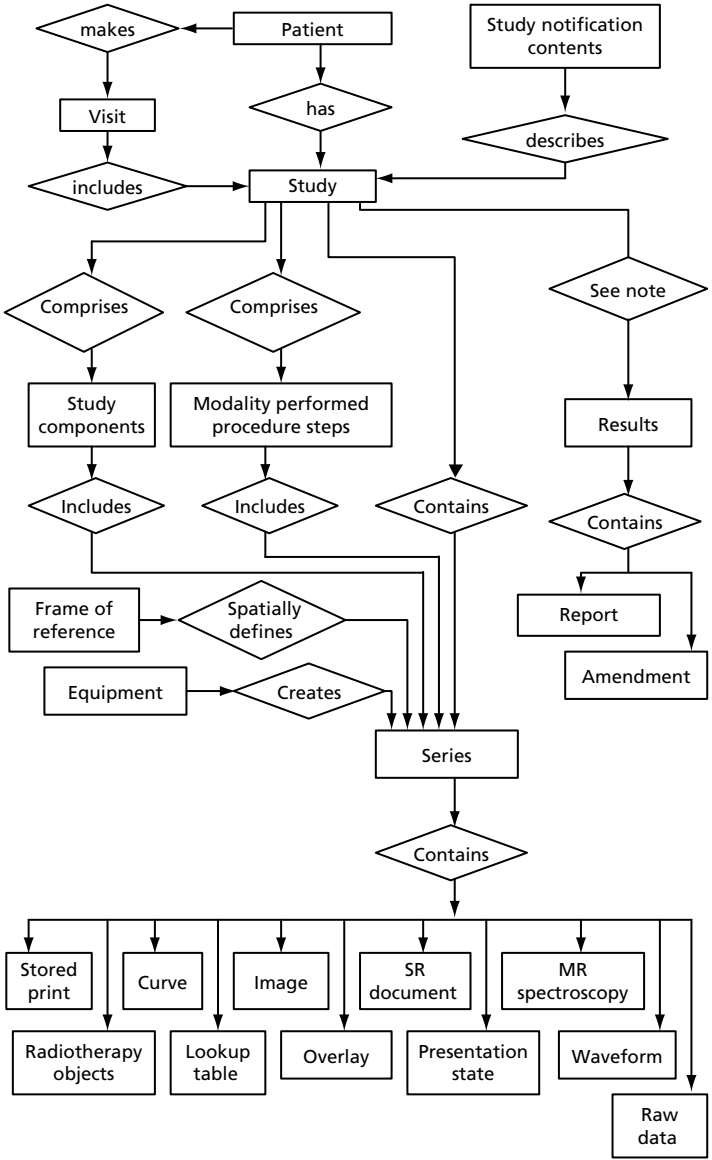 makes
Patient
Study notification
contents
Visit
has
describes
includes
Study
Comprises
Comprises
See note
Study
components
Modality performed
procedure steps
Results
Includes
Includes
Contains
Contains
Frame of
reference
Spatially
defines
Report
Equipment
Creates
Amendment
Series
Contains
Stored
print
Curve
Image
SR
document
MR
spectroscopy
Radiotherapy
objects
Lookup
table
Overlay
Presentation
state
Waveform
Raw
data